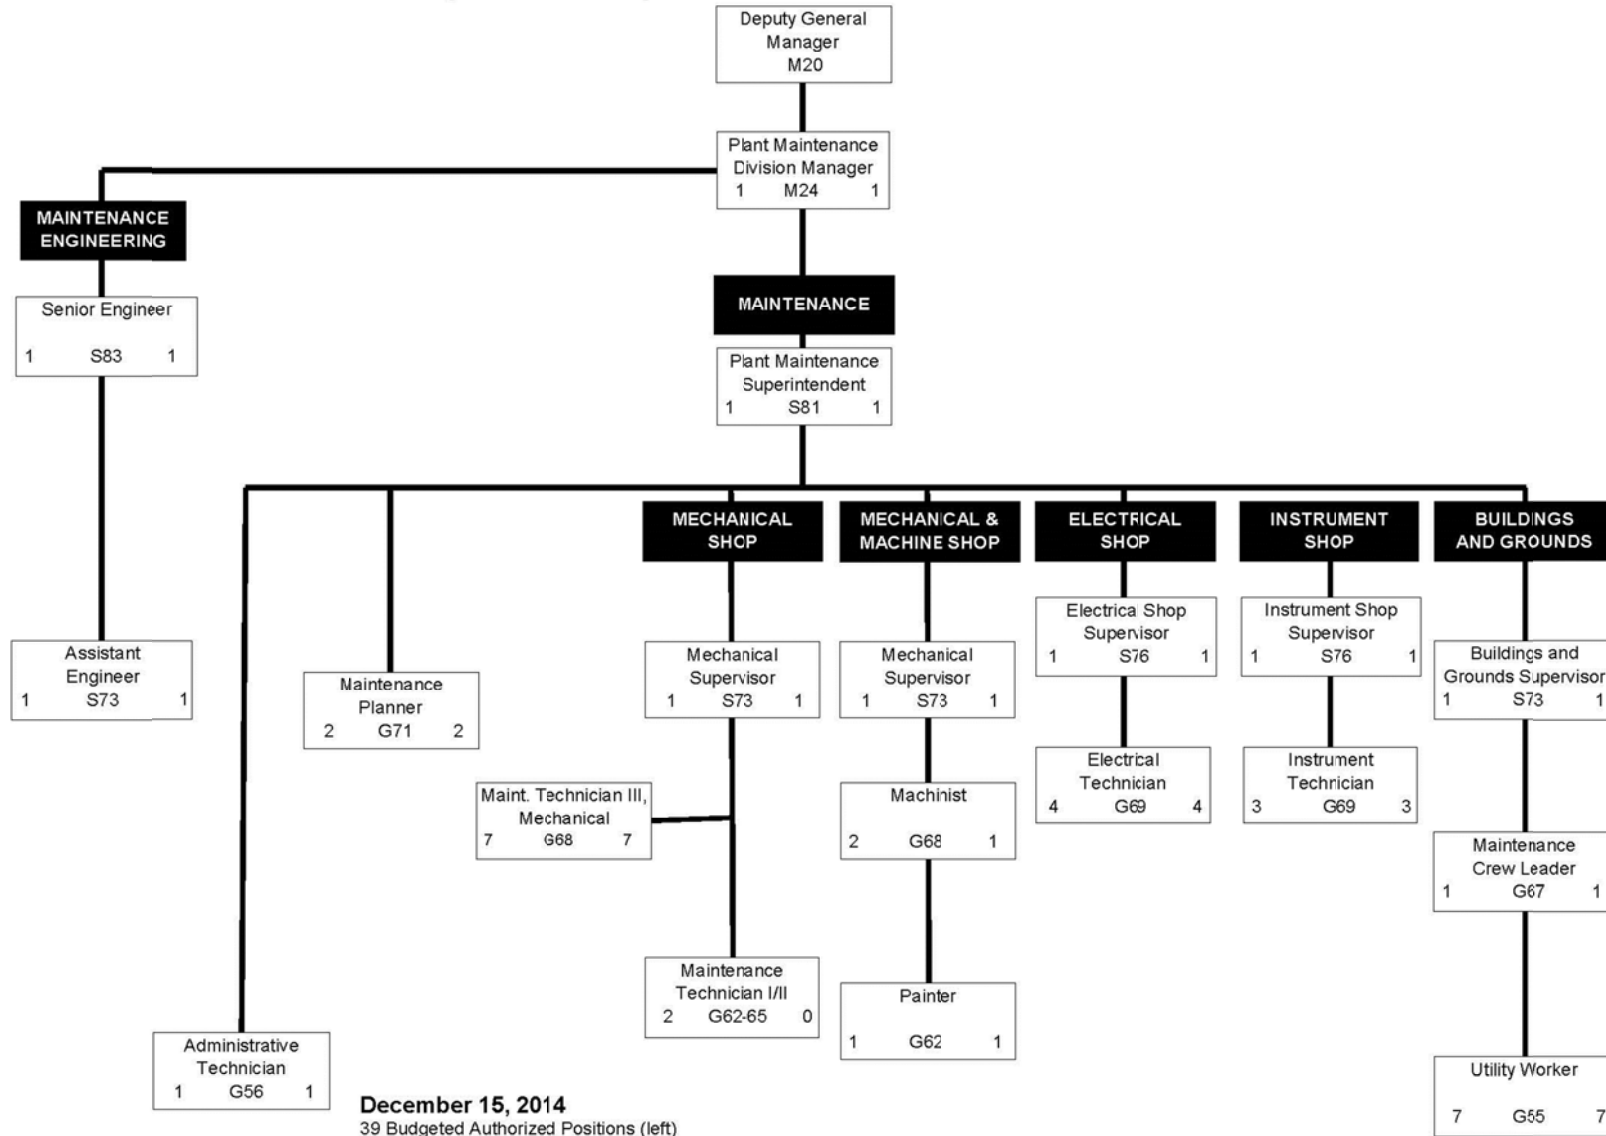 Deputy General
Manager
M20
Plant Maintenance
Division Manager
1 M24 1
MAINTENANCE
ENGINEERING
Senior Engineer
1 S83 1
Assistant
Engineer
1 S73 1
MAINTENANCE
Plant Maintenance
Superintendent
1 S81 1
Administrative
Technician
1 G56 1
Maintenance
Planner
2 G71 2
MECHANICAL
SHOP
Mechanical
Supervisor
1 S73 1
Maint. Technician III,
Mechanical
7 G68 7
Maintenance
Technician I/II
2 G62-65 0
MECHANICAL &
MACHINE SHOP
Mechanical
Supervisor
1 S73 1
Machinist
2 G68 1
Painter
1 G62 1
ELECTRICAL
SHOP
Electrical Shop
Supervisor
1 S76 1
Electrical
Technician
4 G69 4
INSTRUMENT
SHOP
Instrument Shop
Supervisor
1 S76 1
Instrument
Technician
3 G69 3
BUILDINGS
AND GROUNDS
Buildings and
Grounds Supervisor
1 S73 1
Maintenance
Crew Leader
1 G67 1
Utility Worker
7 G55 7
December 15, 2014
39 Budgeted Authorized Positions (left)